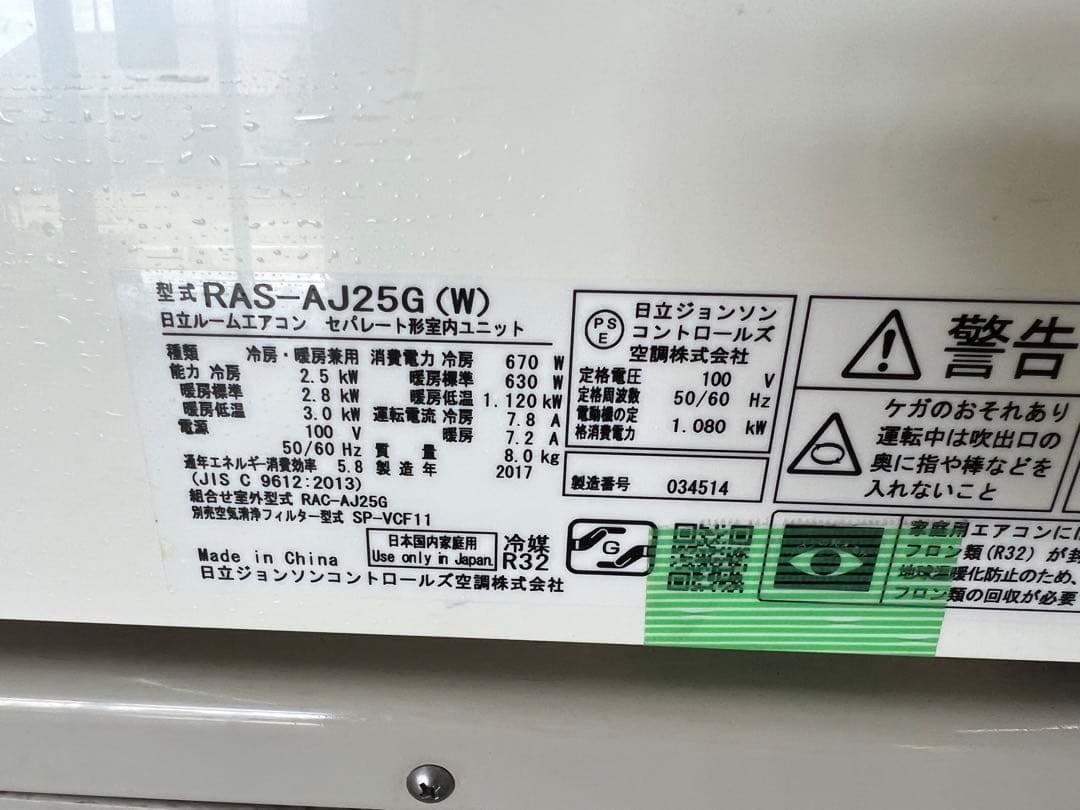 型式 RAS-AJ25G (W)
日立ルームエアコン セパレート形室内ユニット
種類 冷房・暖房兼用
能力 冷房 2.5 kW
暖房標準 2.8 kW
暖房低温 3.0 kW
電源 100 V
50/60 Hz
通年エネルギー消費効率 5.8
(JIS C 9612:2013)
消費電力 冷房 670 W
暖房標準 630 W
暖房低温 1.120 kW
運転電流 冷房 7.8 A
暖房 7.2 A
質量 8.0 kg
製造年 2017
組合せ室外型式 RAC-AJ25G
別売空気清浄フィルター型式 SP-VCF11
Made in China
日本国内家庭用
Use only in Japan.
冷媒
R32
日立ジョンソンコントロールズ空調株式会社
PS
E
日立ジョンソン
コントロールズ
空調株式会社
定格電圧 100 V
定格周波数 50/60 Hz
電動機の定
格消費電力 1.080 kW
製造番号 034514
G
警告
ケガのおそれあり
運転中は吹出口の
奥に指や棒などを
入れないこと
家庭用エアコンには
フロン類(R32)が封
地球温暖化防止のため、
フロン類の回収が必要